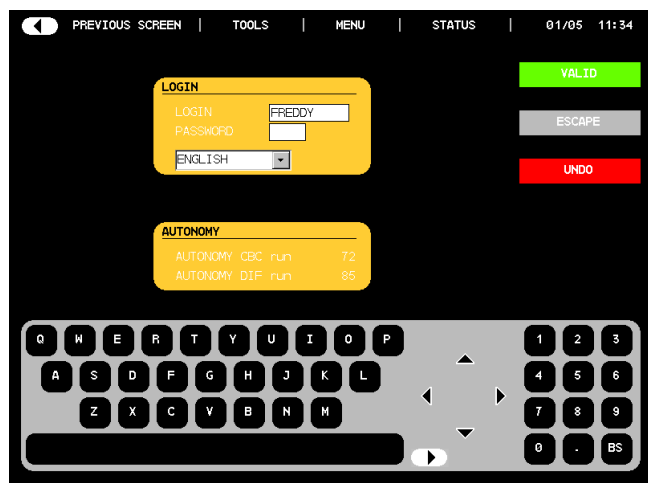 PREVIOUS SCREEN | TOOLS | MENU | STATUS | 01/05 11:34
LOGIN
LOGIN FREDDY
PASSWORD
ENGLISH
VALID
ESCAPE
UNDO
AUTONOMY
AUTONOMY CBC run 72
AUTONOMY DIF run 85
Q W E R T Y U I O P 1 2 3
A S D F G H J K L 4 5 6
Z X C V B N M 7 8 9
0 . BS